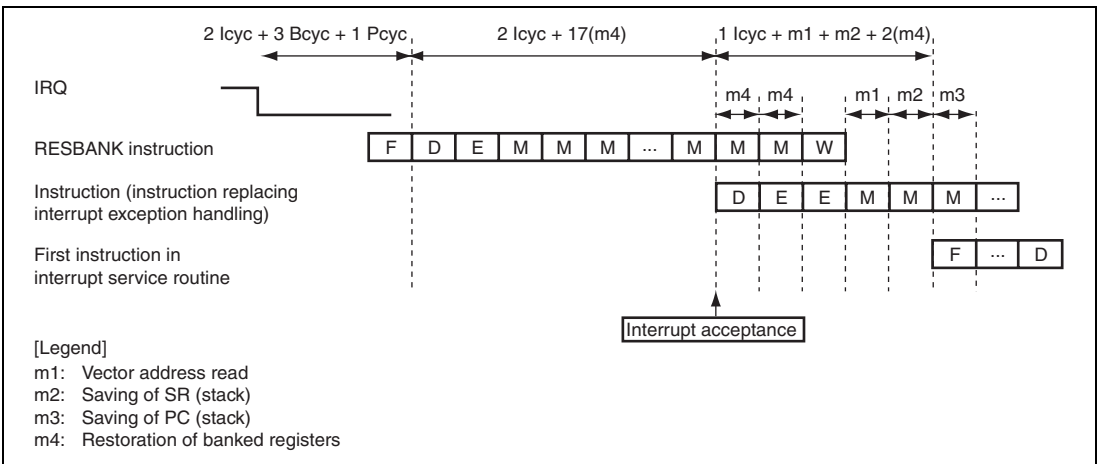 2 Icyc + 3 Bcyc + 1 Pcyc 2 Icyc + 17(m4) 1 Icyc + m1 + m2 + 2(m4)
IRQ
m4 m4 m1 m2 m3
RESBANK instruction F D E M M M ... M M M W
Instruction (instruction replacing
interrupt exception handling) D E E M M M ...
First instruction in
interrupt service routine F ... D
Interrupt acceptance
[Legend]
m1: Vector address read
m2: Saving of SR (stack)
m3: Saving of PC (stack)
m4: Restoration of banked registers